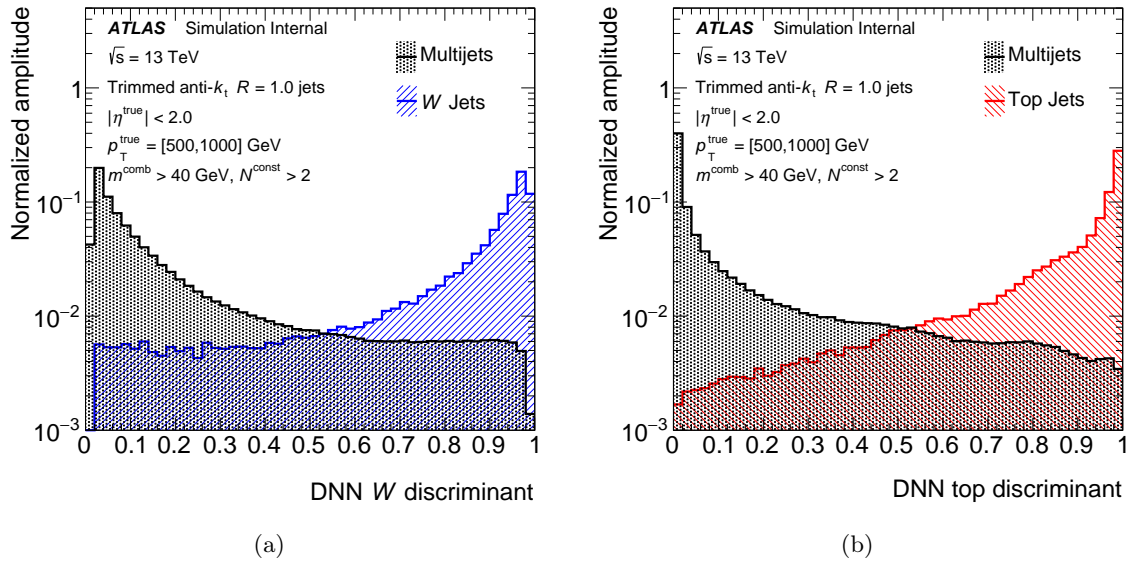 Normalized amplitude
ATLAS Simulation Internal
√s = 13 TeV
Trimmed anti-kₜ R = 1.0 jets
|η^true| < 2.0
p_T^true = [500,1000] GeV
m^comb > 40 GeV, N^const > 2
Multijets
W Jets
1
10⁻¹
10⁻²
10⁻³
0 0.1 0.2 0.3 0.4 0.5 0.6 0.7 0.8 0.9 1
DNN W discriminant
(a)
Normalized amplitude
ATLAS Simulation Internal
√s = 13 TeV
Trimmed anti-kₜ R = 1.0 jets
|η^true| < 2.0
p_T^true = [500,1000] GeV
m^comb > 40 GeV, N^const > 2
Multijets
Top Jets
1
10⁻¹
10⁻²
10⁻³
0 0.1 0.2 0.3 0.4 0.5 0.6 0.7 0.8 0.9 1
DNN top discriminant
(b)